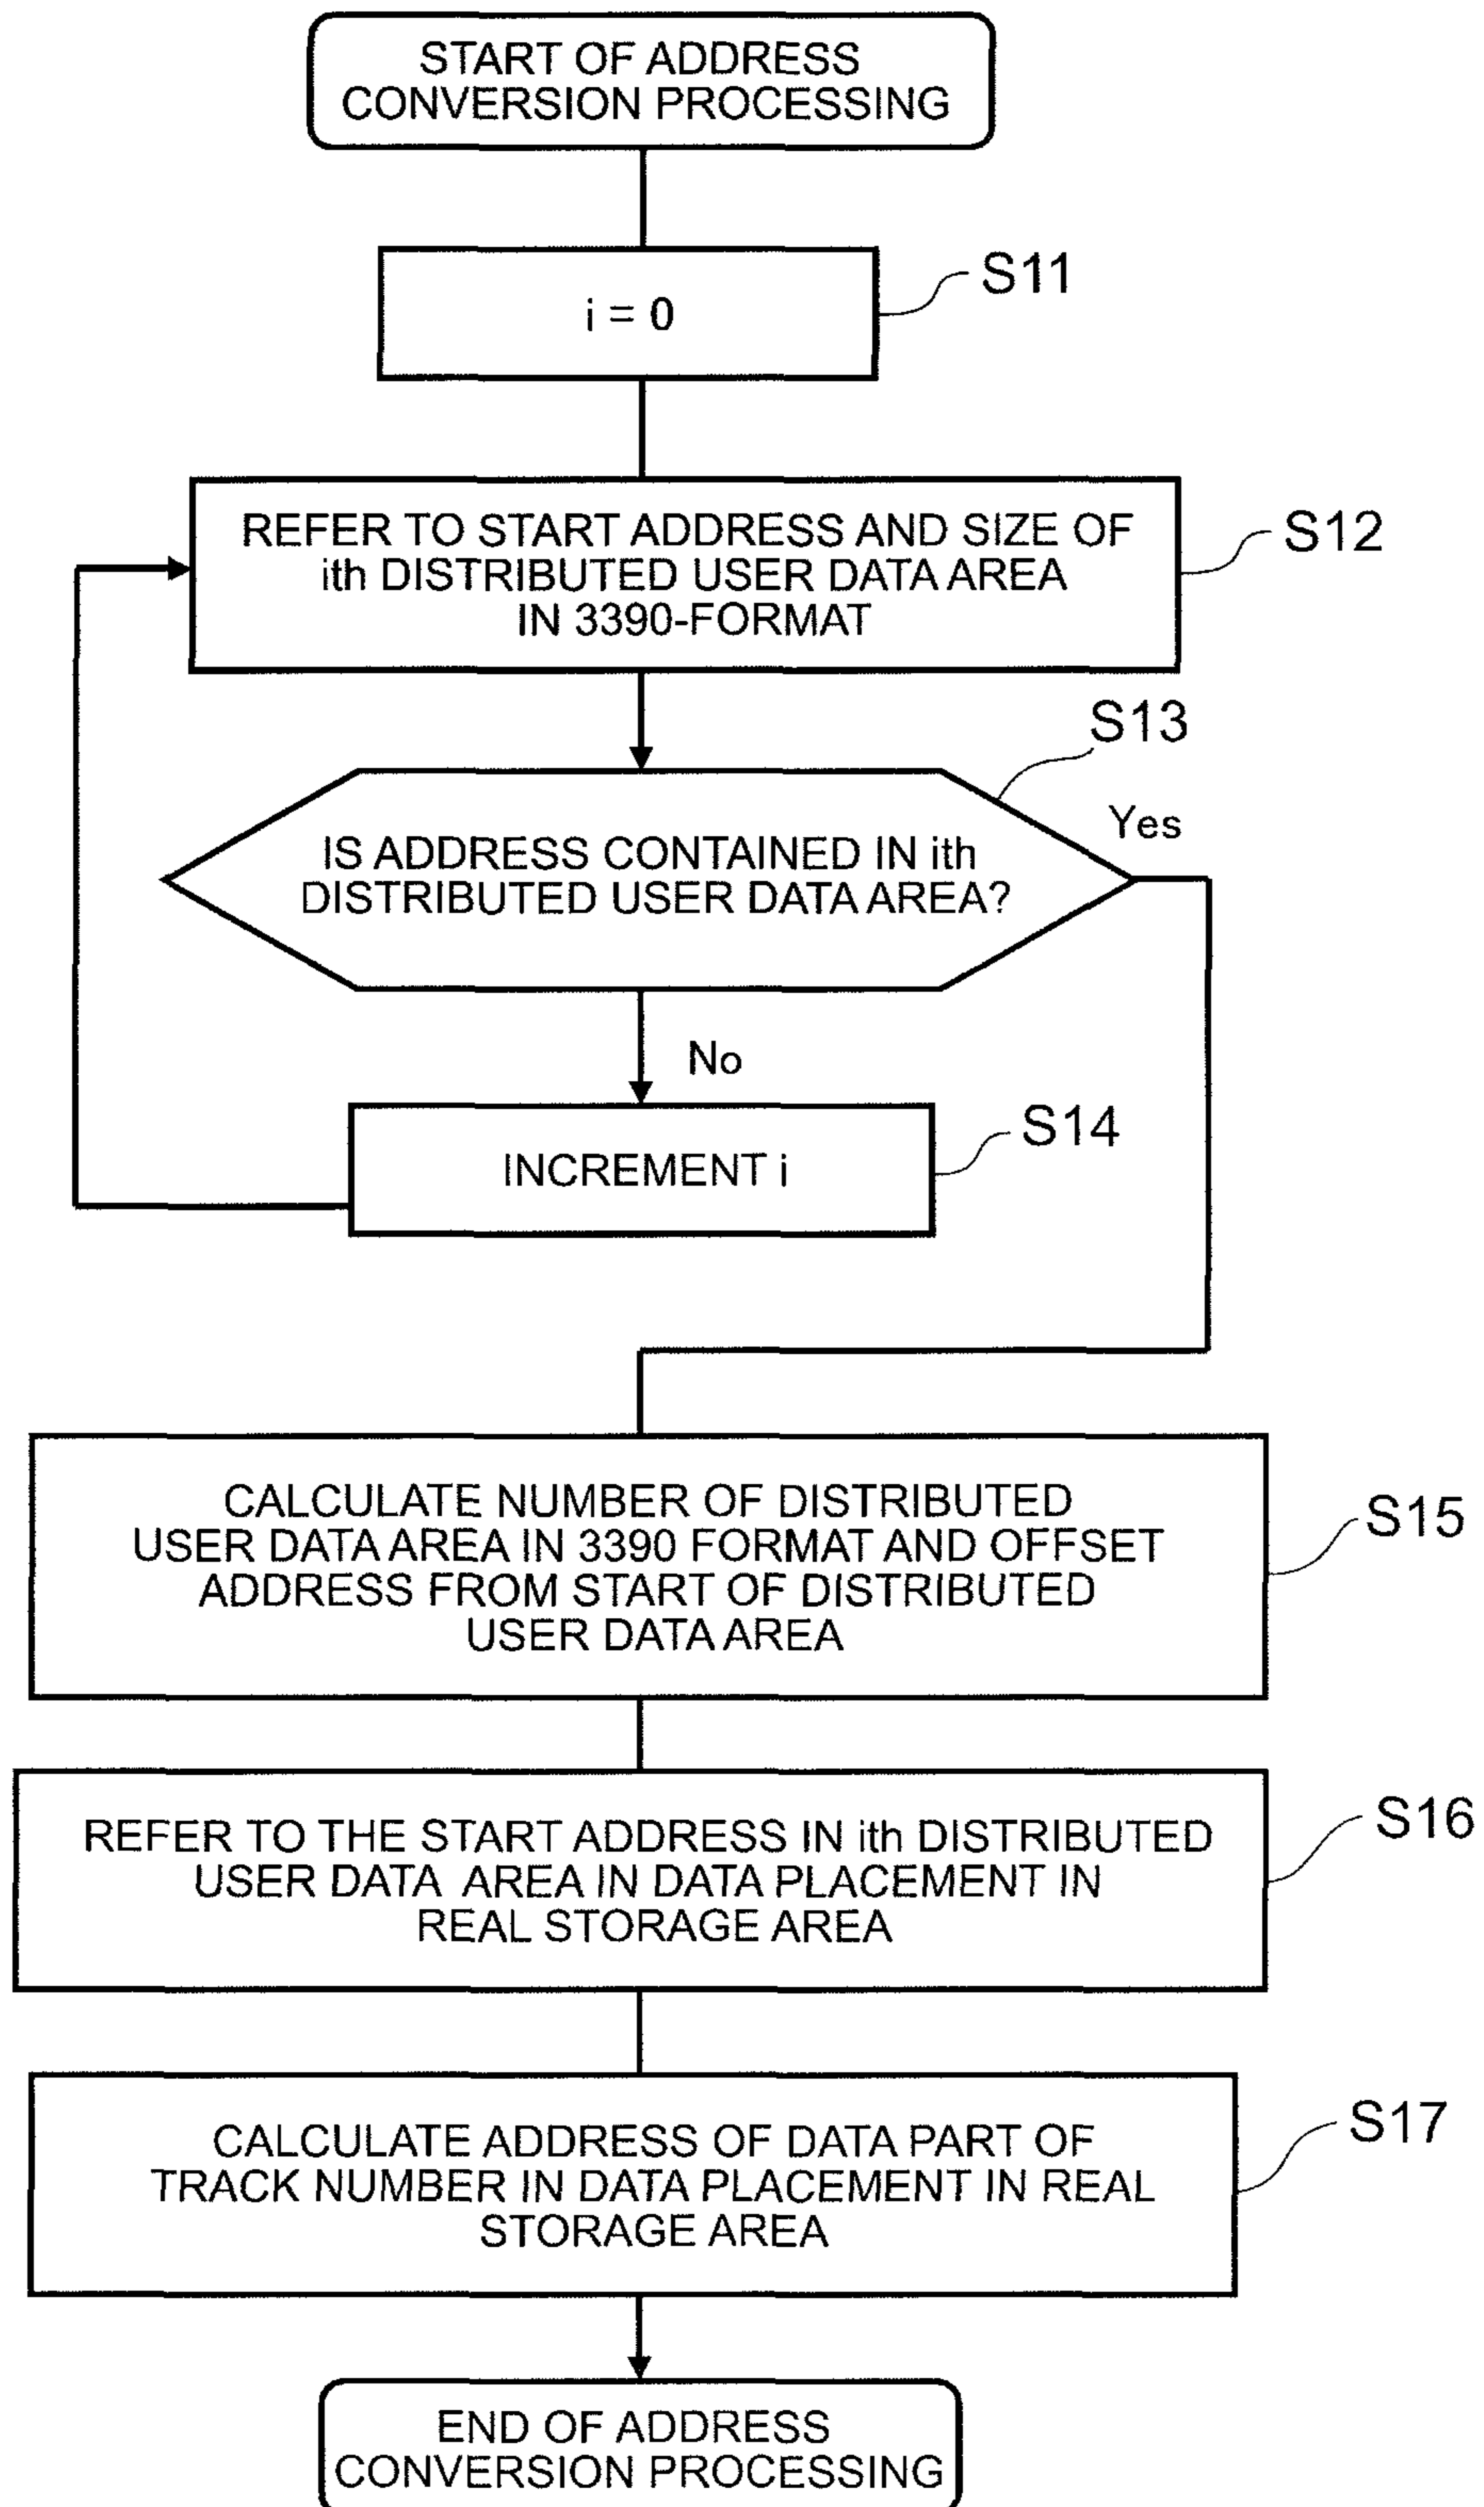 START OF ADDRESS
CONVERSION PROCESSING
S11
i = 0
S12
REFER TO START ADDRESS AND SIZE OF
ith DISTRIBUTED USER DATA AREA
IN 3390-FORMAT
S13
Yes
IS ADDRESS CONTAINED IN ith
DISTRIBUTED USER DATA AREA?
No
S14
INCREMENT i
S15
CALCULATE NUMBER OF DISTRIBUTED
USER DATA AREA IN 3390 FORMAT AND OFFSET
ADDRESS FROM START OF DISTRIBUTED
USER DATA AREA
S16
REFER TO THE START ADDRESS IN ith DISTRIBUTED
USER DATA AREA IN DATA PLACEMENT IN
REAL STORAGE AREA
S17
CALCULATE ADDRESS OF DATA PART OF
TRACK NUMBER IN DATA PLACEMENT IN REAL
STORAGE AREA
END OF ADDRESS
CONVERSION PROCESSING